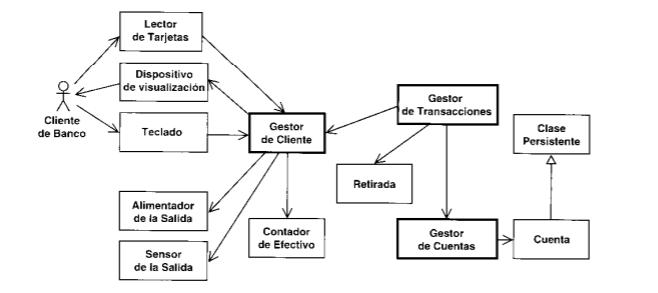 Lector
de Tarjetas
Dispositivo
de visualización
Cliente
de Banco
Teclado
Gestor
de Cliente
Gestor
de Transacciones
Clase
Persistente
Retirada
Alimentador
de la Salida
Contador
de Efectivo
Gestor
de Cuentas
Cuenta
Sensor
de la Salida